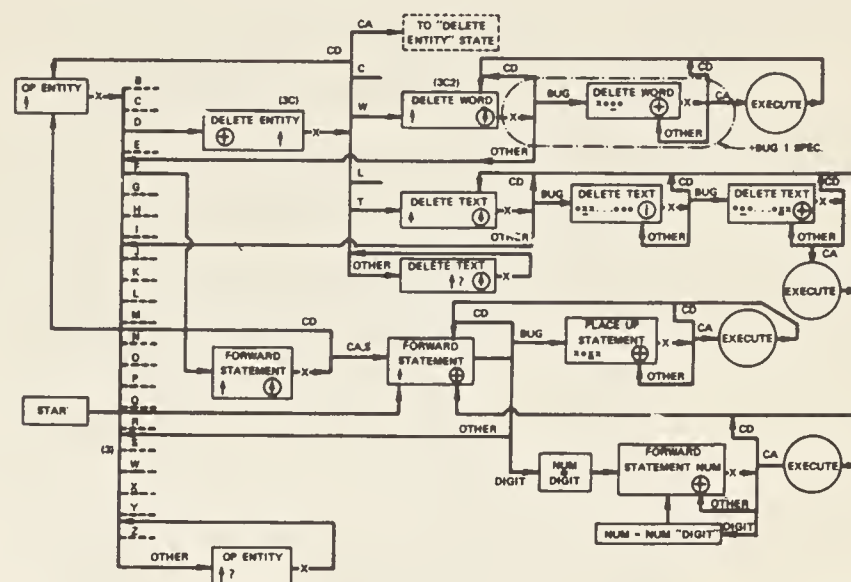 CA
TO "DELETE
ENTITY" STATE
CD
OP ENTITY
X
B
C
D
E
F
G
H
I
J
K
L
M
N
O
P
Q
R
S
W
X
Y
Z
(3)
(3C)
DELETE ENTITY
X
C
W
L
T
(3C2)
DELETE WORD
X
CD
OTHER
BUG
DELETE WORD
X
CD
CA
OTHER
EXECUTE
+BUG 1 SPEC.
DELETE TEXT
X
CD
OTHER
BUG
DELETE TEXT
X
CD
OTHER
BUG
DELETE TEXT
X
CD
OTHER
CA
EXECUTE
OTHER
DELETE TEXT
?
X
CD
FORWARD
STATEMENT
X
CA,$
FORWARD
STATEMENT
CD
BUG
PLACE UP
STATEMENT
X
CD
CA
OTHER
EXECUTE
STAR
OTHER
DIGIT
NUM
DIGIT
FORWARD
STATEMENT NUM
X
CD
CA
EXECUTE
OTHER
DIGIT
NUM = NUM "DIGIT"
OTHER
OP ENTITY
?
X